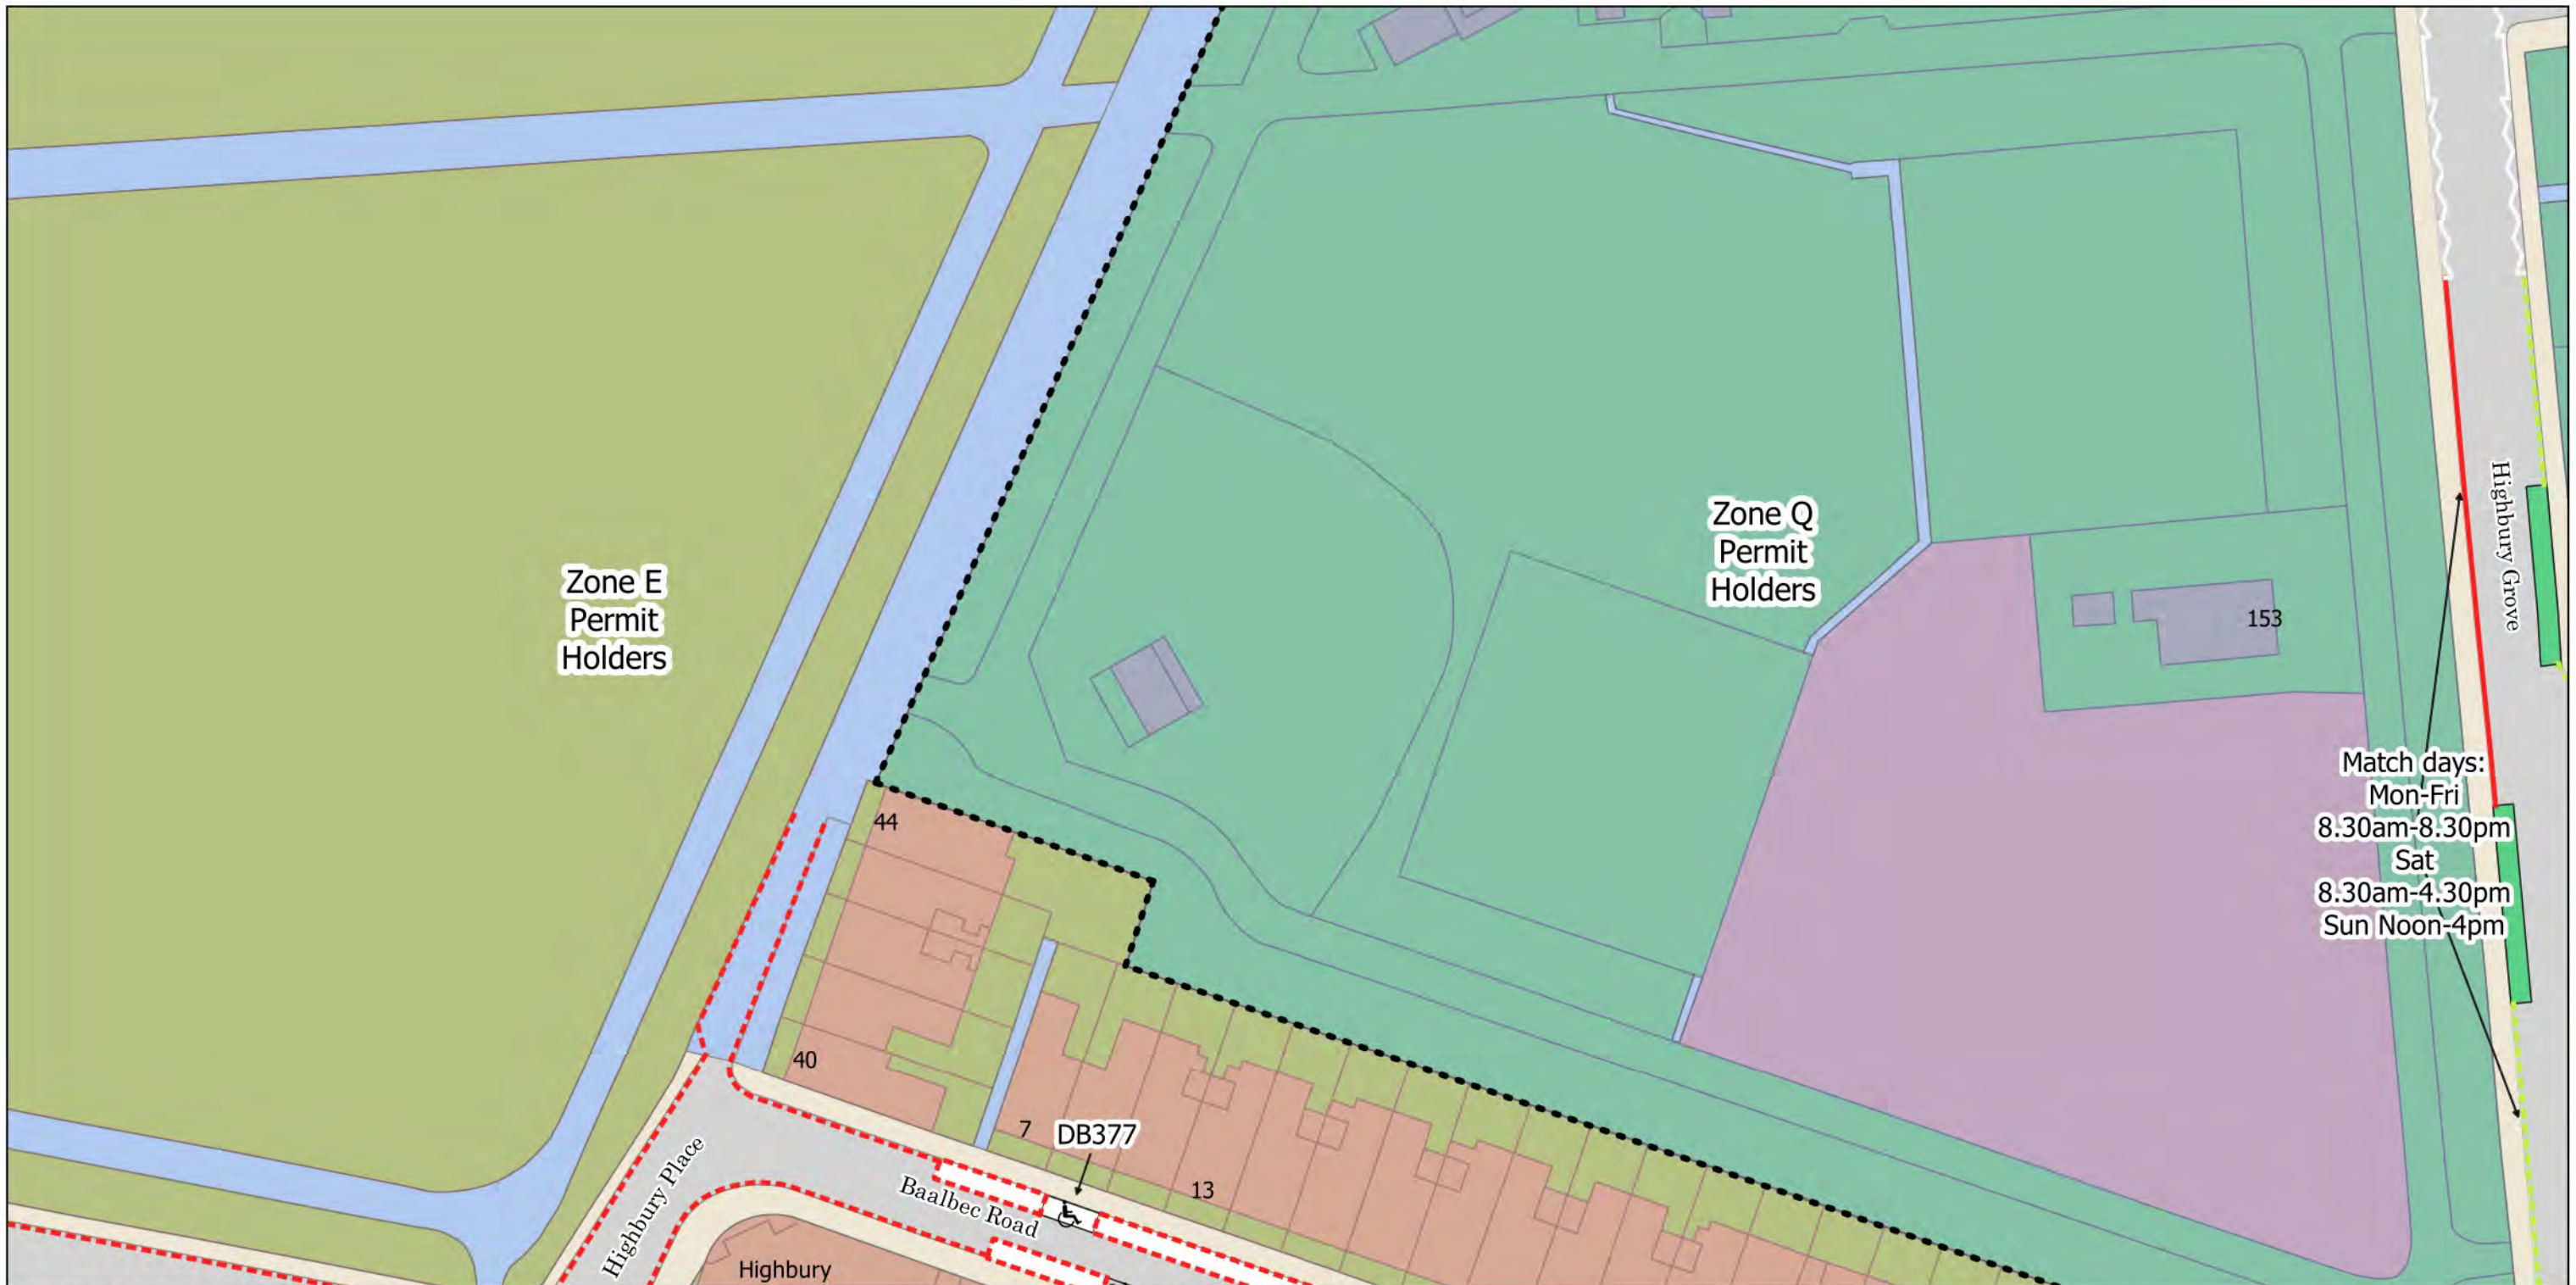 Zone Q
Permit
Holders
Highbury Grove
Zone E
Permit
Holders
153
Match days:
Mon-Fri
8.30am-8.30pm
Sat
8.30am-4.30pm
Sun Noon-4pm
44
40
7
DB377
13
Baalbec Road
Highbury Place
Highbury